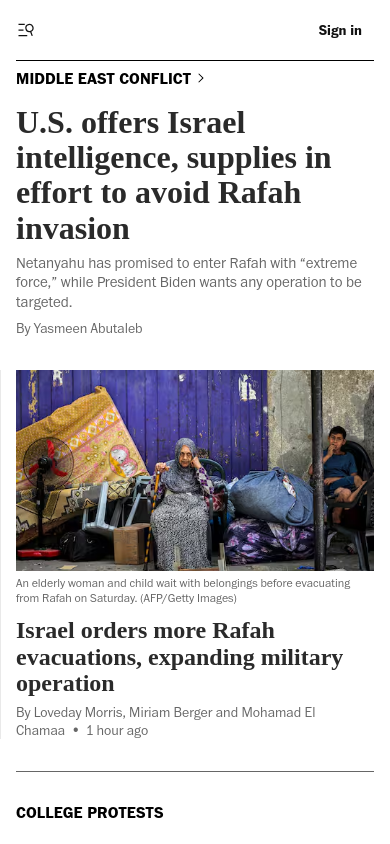 Sign in
MIDDLE EAST CONFLICT
U.S. offers Israel
intelligence, supplies in
effort to avoid Rafah
invasion
Netanyahu has promised to enter Rafah with “extreme
force,” while President Biden wants any operation to be
targeted.
By Yasmeen Abutaleb
An elderly woman and child wait with belongings before evacuating
from Rafah on Saturday. (AFP/Getty Images)
Israel orders more Rafah
evacuations, expanding military
operation
By Loveday Morris, Miriam Berger and Mohamad El
Chamaa • 1 hour ago
COLLEGE PROTESTS